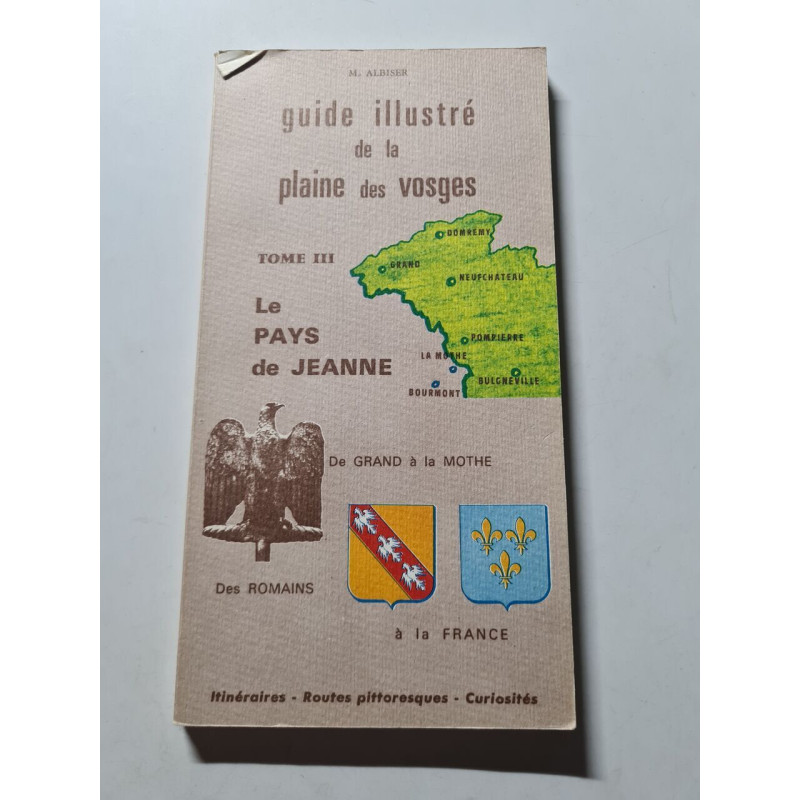 M. ALBISER
guide illustré
de la
plaine des vosges
TOME III
Le
PAYS
de JEANNE
DOMREMY
GRAND
NEUFCHATEAU
POMPIERRE
LA MOTHE
BULGNEVILLE
BOURMONT
De GRAND à la MOTHE
Des ROMAINS
à la FRANCE
Itinéraires - Routes pittoresques - Curiosités